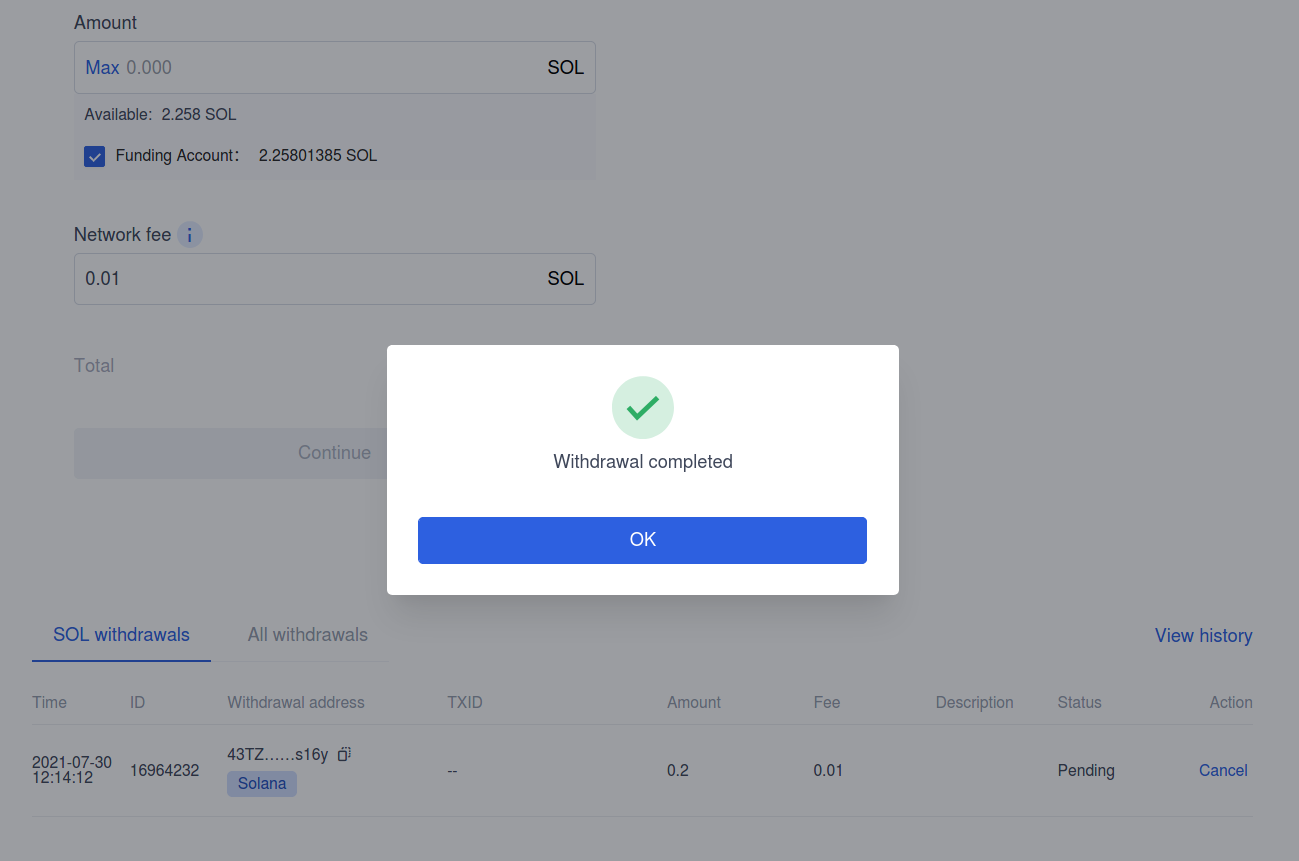 Amount
Max 0.000 SOL
Available: 2.258 SOL
Funding Account: 2.25801385 SOL
Network fee i
0.01 SOL
Total
Continue
Withdrawal completed
OK
SOL withdrawals All withdrawals View history
Time ID Withdrawal address TXID Amount Fee Description Status Action
2021-07-30
12:14:12
16964232
43TZ......s16y
Solana
--
0.2
0.01
Pending
Cancel